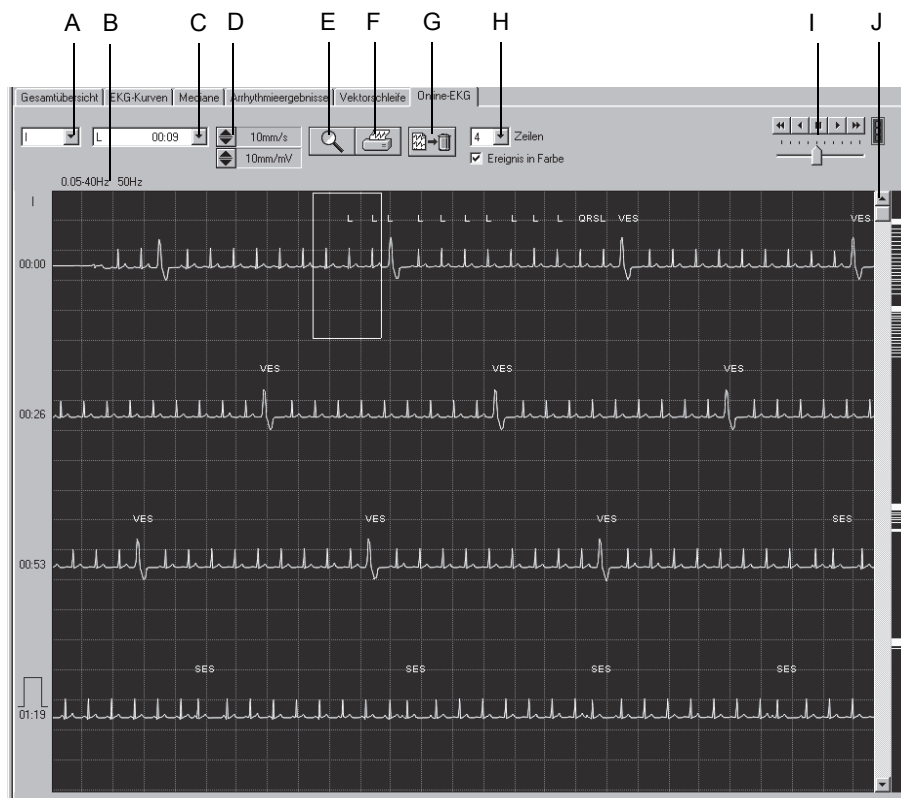 A B C D E F G H I J
Gesamtübersicht EKG-Kurven Mediane Arrhythmieergebnisse Vektorschleife Online-EKG
I L 00:09 10mm/s 4 Zeilen
10mm/mV Ereignis in Farbe
0.05-40Hz 50Hz
I
L L L L L L L L L L QRSL VES VES
00:00
VES VES VES
00:26
VES VES VES SES
00:53
SES SES SES SES
01:19